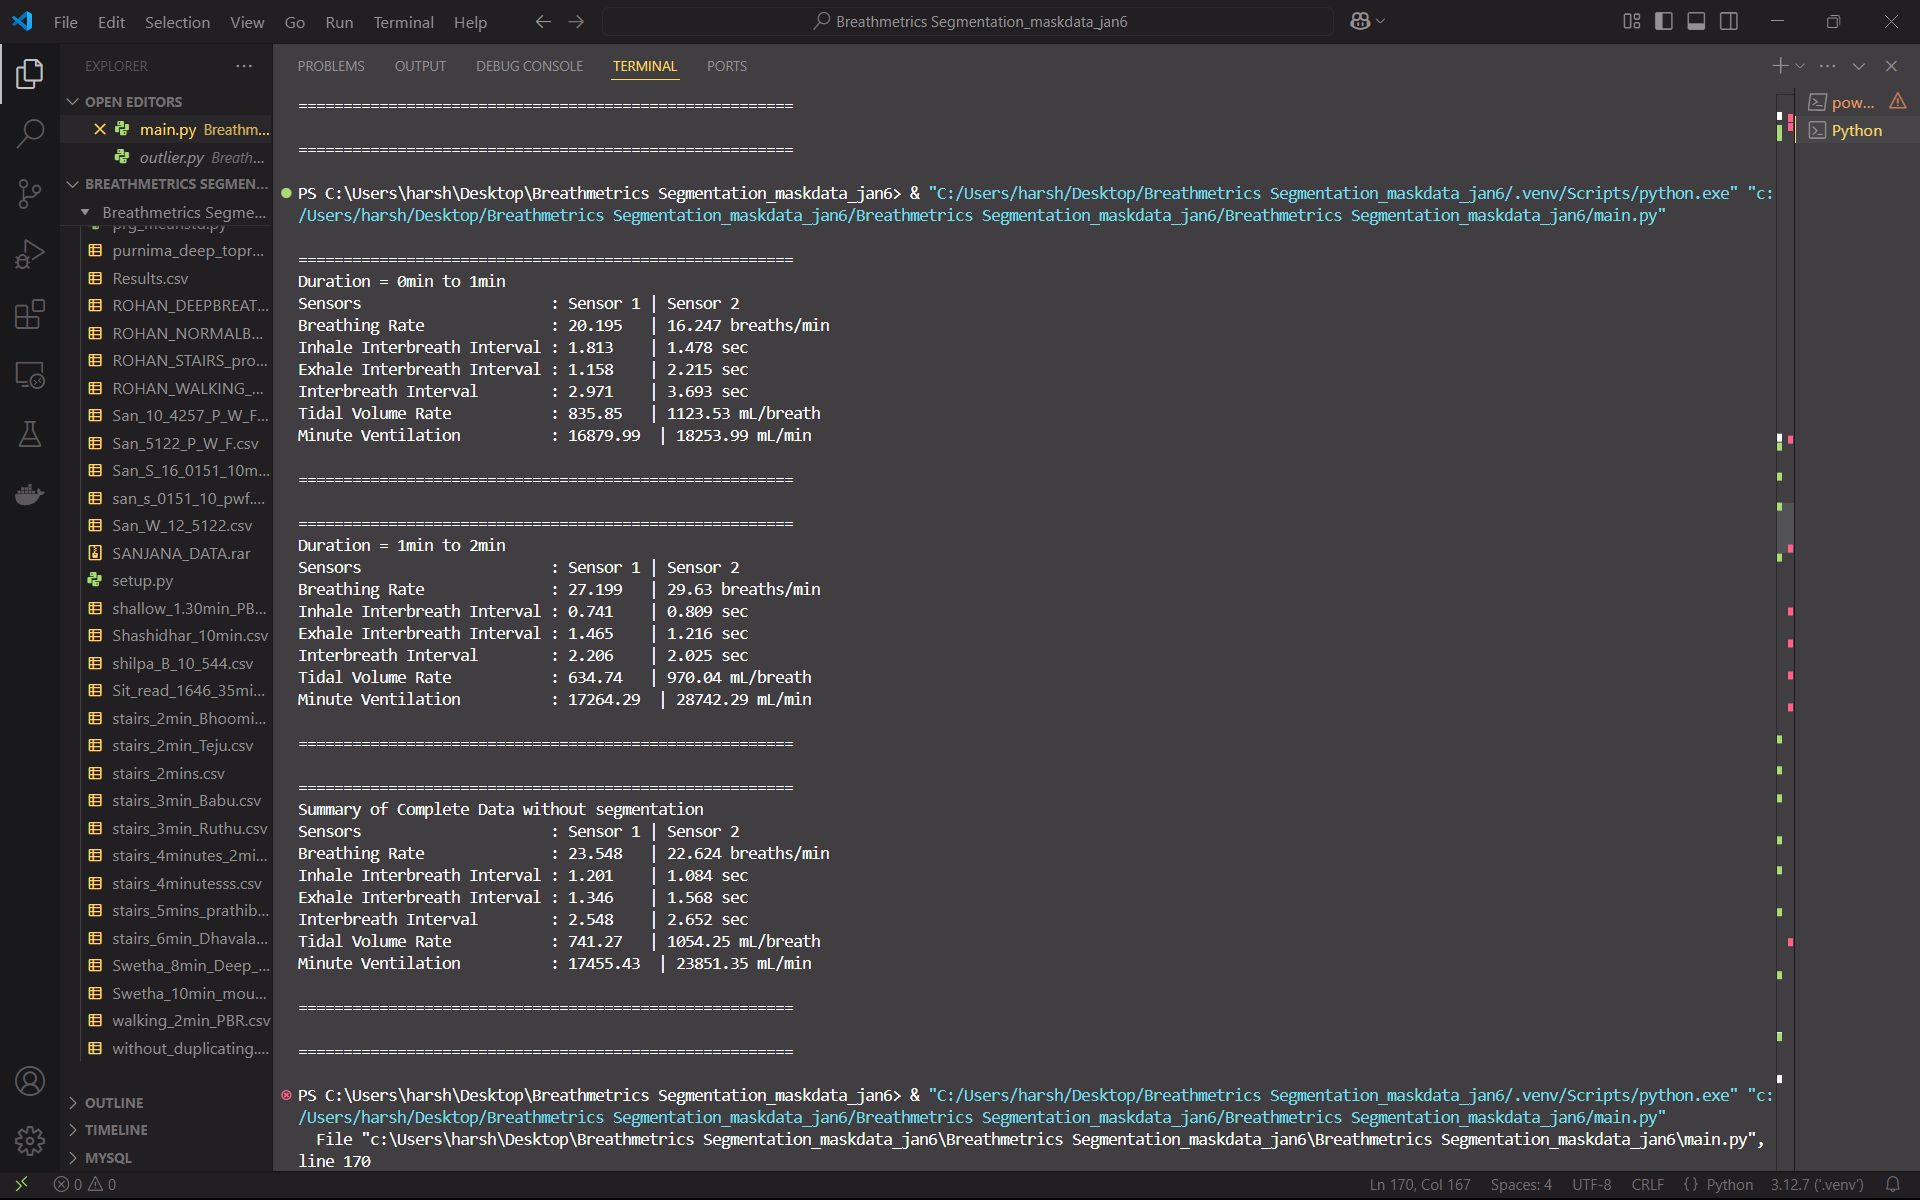 File Edit Selection View Go Run Terminal Help
Breathmetrics Segmentation_maskdata_jan6
EXPLORER
OPEN EDITORS
main.py Breathm...
outlier.py Breath...
BREATHMETRICS SEGMEN...
Breathmetrics Segme...
prg_meanstd.py
purnima_deep_topr...
Results.csv
ROHAN_DEEPBREAT...
ROHAN_NORMALB...
ROHAN_STAIRS_pro...
ROHAN_WALKING_...
San_10_4257_P_W_F...
San_5122_P_W_F.csv
San_S_16_0151_10m...
san_s_0151_10_pwf....
San_W_12_5122.csv
SANJANA_DATA.rar
setup.py
shallow_1.30min_PB...
Shashidhar_10min.csv
shilpa_B_10_544.csv
Sit_read_1646_35mi...
stairs_2min_Bhoomi...
stairs_2min_Teju.csv
stairs_2mins.csv
stairs_3min_Babu.csv
stairs_3min_Ruthu.csv
stairs_4minutes_2mi...
stairs_4minutesss.csv
stairs_5mins_prathib...
stairs_6min_Dhavala...
Swetha_8min_Deep_...
Swetha_10min_mou...
walking_2min_PBR.csv
without_duplicating....
OUTLINE
TIMELINE
MYSQL
PROBLEMS OUTPUT DEBUG CONSOLE TERMINAL PORTS
=======================================================
=======================================================
PS C:\Users\harsh\Desktop\Breathmetrics Segmentation_maskdata_jan6> & "C:/Users/harsh/Desktop/Breathmetrics Segmentation_maskdata_jan6/.venv/Scripts/python.exe" "c:
/Users/harsh/Desktop/Breathmetrics Segmentation_maskdata_jan6/Breathmetrics Segmentation_maskdata_jan6/Breathmetrics Segmentation_maskdata_jan6/main.py"
=======================================================
Duration = 0min to 1min
Sensors : Sensor 1 | Sensor 2
Breathing Rate : 20.195 | 16.247 breaths/min
Inhale Interbreath Interval : 1.813 | 1.478 sec
Exhale Interbreath Interval : 1.158 | 2.215 sec
Interbreath Interval : 2.971 | 3.693 sec
Tidal Volume Rate : 835.85 | 1123.53 mL/breath
Minute Ventilation : 16879.99 | 18253.99 mL/min
=======================================================
=======================================================
Duration = 1min to 2min
Sensors : Sensor 1 | Sensor 2
Breathing Rate : 27.199 | 29.63 breaths/min
Inhale Interbreath Interval : 0.741 | 0.809 sec
Exhale Interbreath Interval : 1.465 | 1.216 sec
Interbreath Interval : 2.206 | 2.025 sec
Tidal Volume Rate : 634.74 | 970.04 mL/breath
Minute Ventilation : 17264.29 | 28742.29 mL/min
=======================================================
=======================================================
Summary of Complete Data without segmentation
Sensors : Sensor 1 | Sensor 2
Breathing Rate : 23.548 | 22.624 breaths/min
Inhale Interbreath Interval : 1.201 | 1.084 sec
Exhale Interbreath Interval : 1.346 | 1.568 sec
Interbreath Interval : 2.548 | 2.652 sec
Tidal Volume Rate : 741.27 | 1054.25 mL/breath
Minute Ventilation : 17455.43 | 23851.35 mL/min
=======================================================
=======================================================
PS C:\Users\harsh\Desktop\Breathmetrics Segmentation_maskdata_jan6> & "C:/Users/harsh/Desktop/Breathmetrics Segmentation_maskdata_jan6/.venv/Scripts/python.exe" "c:
/Users/harsh/Desktop/Breathmetrics Segmentation_maskdata_jan6/Breathmetrics Segmentation_maskdata_jan6/Breathmetrics Segmentation_maskdata_jan6/main.py"
File "c:\Users\harsh\Desktop\Breathmetrics Segmentation_maskdata_jan6\Breathmetrics Segmentation_maskdata_jan6\Breathmetrics Segmentation_maskdata_jan6\main.py",
line 170
pow...
Python
0 0
Ln 170, Col 167 Spaces: 4 UTF-8 CRLF {} Python 3.12.7 ('.venv')